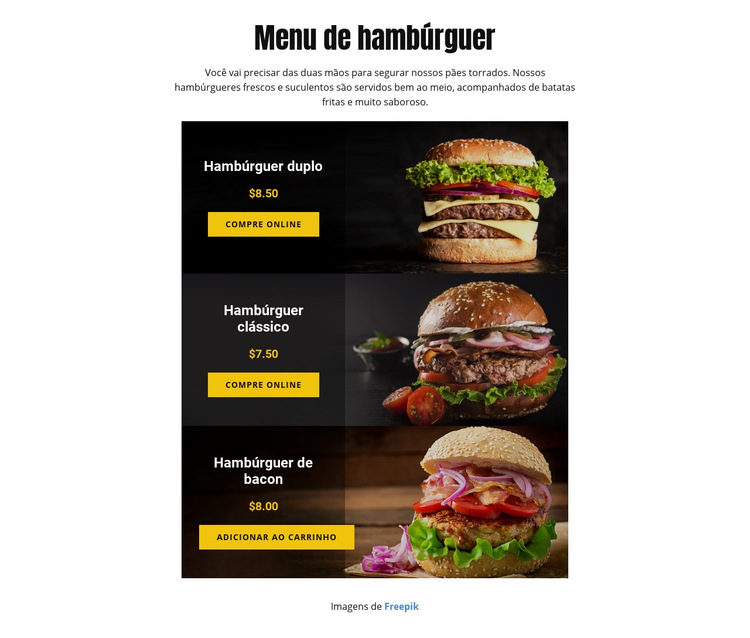 Menu de hambúrguer
Você vai precisar das duas mãos para segurar nossos pães torrados. Nossos
hambúrgueres frescos e suculentos são servidos bem ao meio, acompanhados de batatas
fritas e muito saboroso.
Hambúrguer duplo
$8.50
COMPRE ONLINE
Hambúrguer
clássico
$7.50
COMPRE ONLINE
Hambúrguer de
bacon
$8.00
ADICIONAR AO CARRINHO
Imagens de Freepik